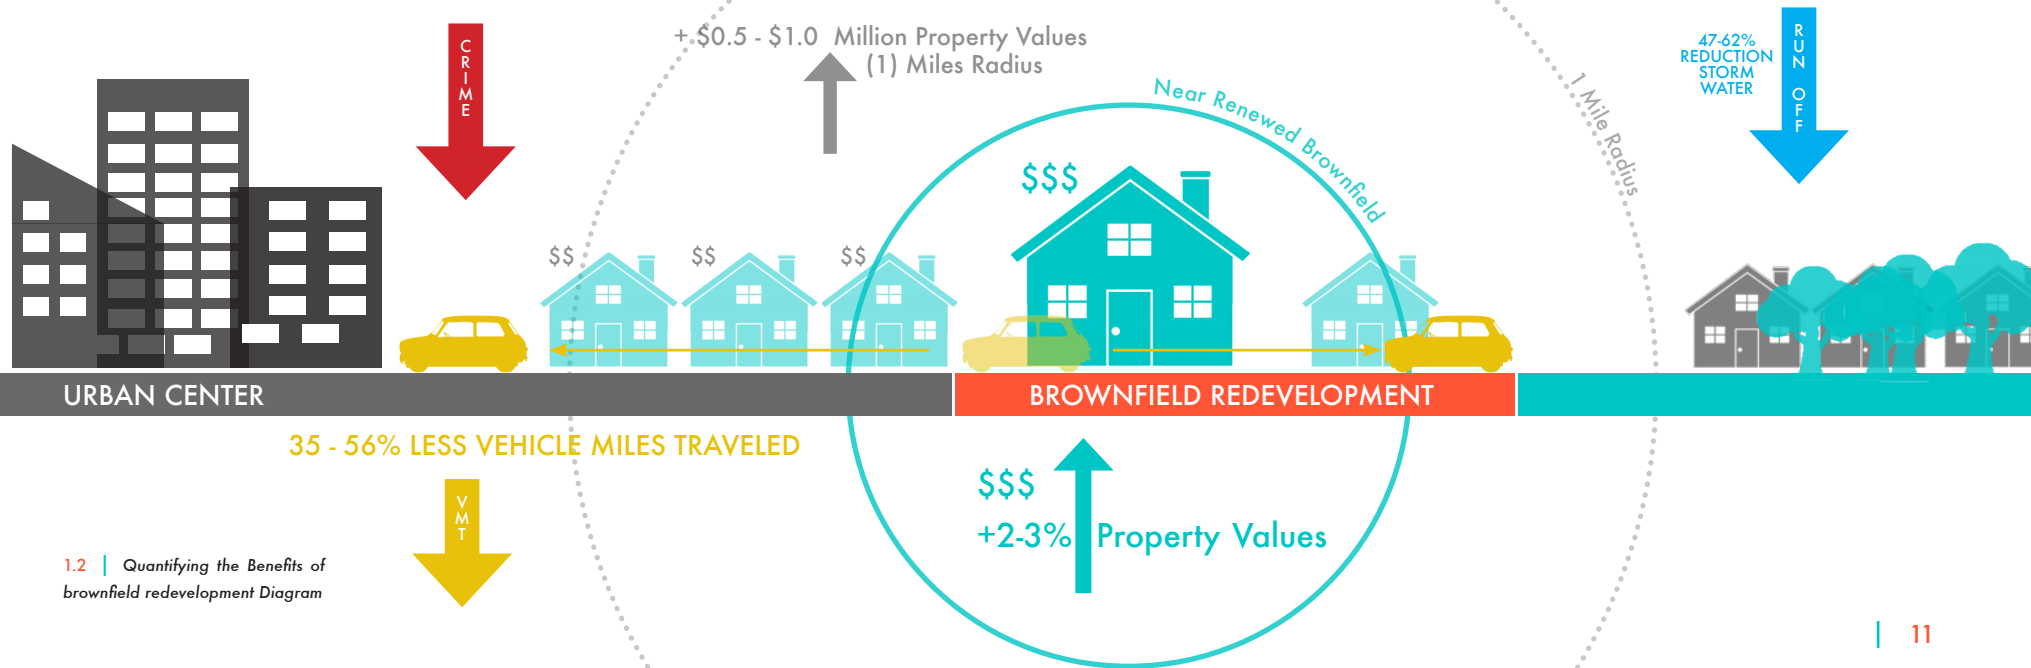 CRIME
+ $0.5 - $1.0 Million Property Values
(1) Miles Radius
Near Renewed Brownfield
1 Mile Radius
47-62%
REDUCTION
STORM
WATER
RUN OFF
$$$
$$
$$
$$
URBAN CENTER
BROWNFIELD REDEVELOPMENT
35 - 56% LESS VEHICLE MILES TRAVELED
VMT
$$$
+2-3% Property Values
1.2 | Quantifying the Benefits of
brownfield redevelopment Diagram
| 11